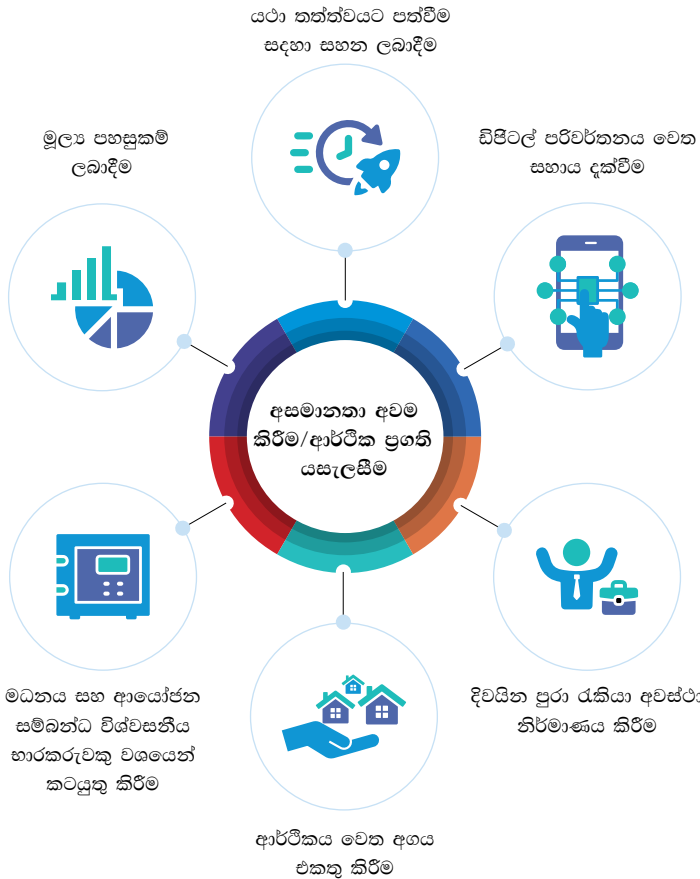 යථා තත්ත්වයට පත්වීම
සදහා සහන ලබාදීම
මූල්‍ය පහසුකම්
ලබාදීම
ඩිජිටල් පරිවර්තනය වෙත
සහාය දැක්වීම
අසමානතා අවම
කිරීම/ආර්ථික ප්‍රගති
යසැලසීම
මධනය සහ ආයෝජන
සම්බන්ධ විශ්වසනීය
භාරකරුවකු වශයෙන්
කටයුතු කිරීම
දිවයින පුරා රැකියා අවස්ථා
නිර්මාණය කිරීම
ආර්ථිකය වෙත අගය
එකතු කිරීම